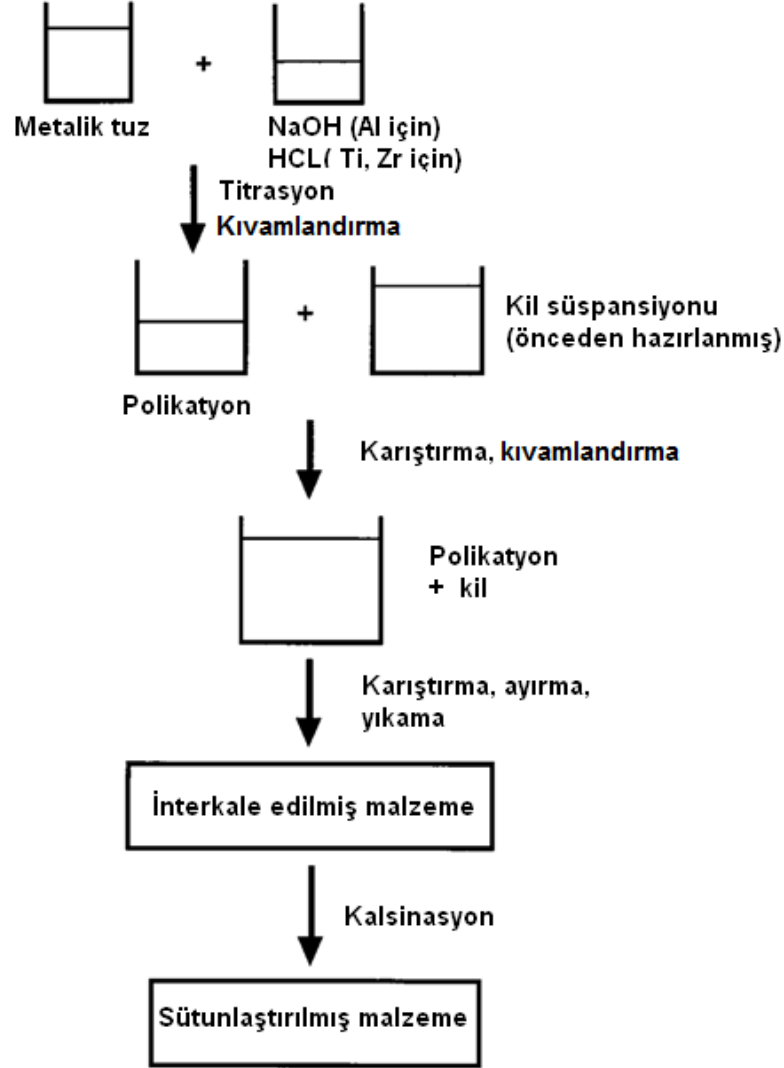 +
Metalik tuz
NaOH (Al için)
HCL( Ti, Zr için)
Titrasyon
Kıvamlandırma
+
Kil süspansiyonu
(önceden hazırlanmış)
Polikatyon
Karıştırma, kıvamlandırma
Polikatyon
+ kil
Karıştırma, ayırma,
yıkama
İnterkale edilmiş malzeme
Kalsinasyon
Sütunlaştırılmış malzeme